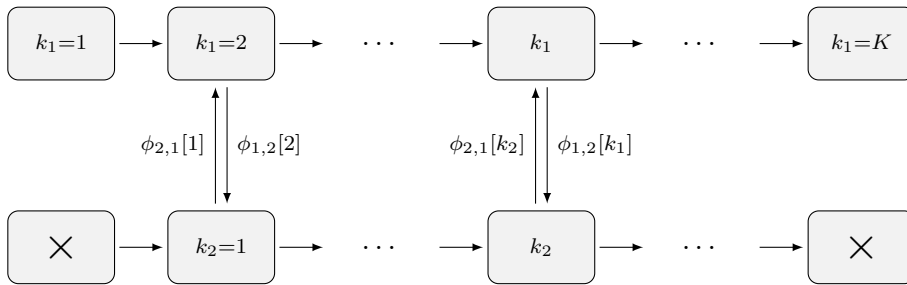 k₁=1 k₁=2 ··· k₁ ··· k₁=K
ϕ₂,₁[1] ϕ₁,₂[2] ϕ₂,₁[k₂] ϕ₁,₂[k₁]
× k₂=1 ··· k₂ ··· ×